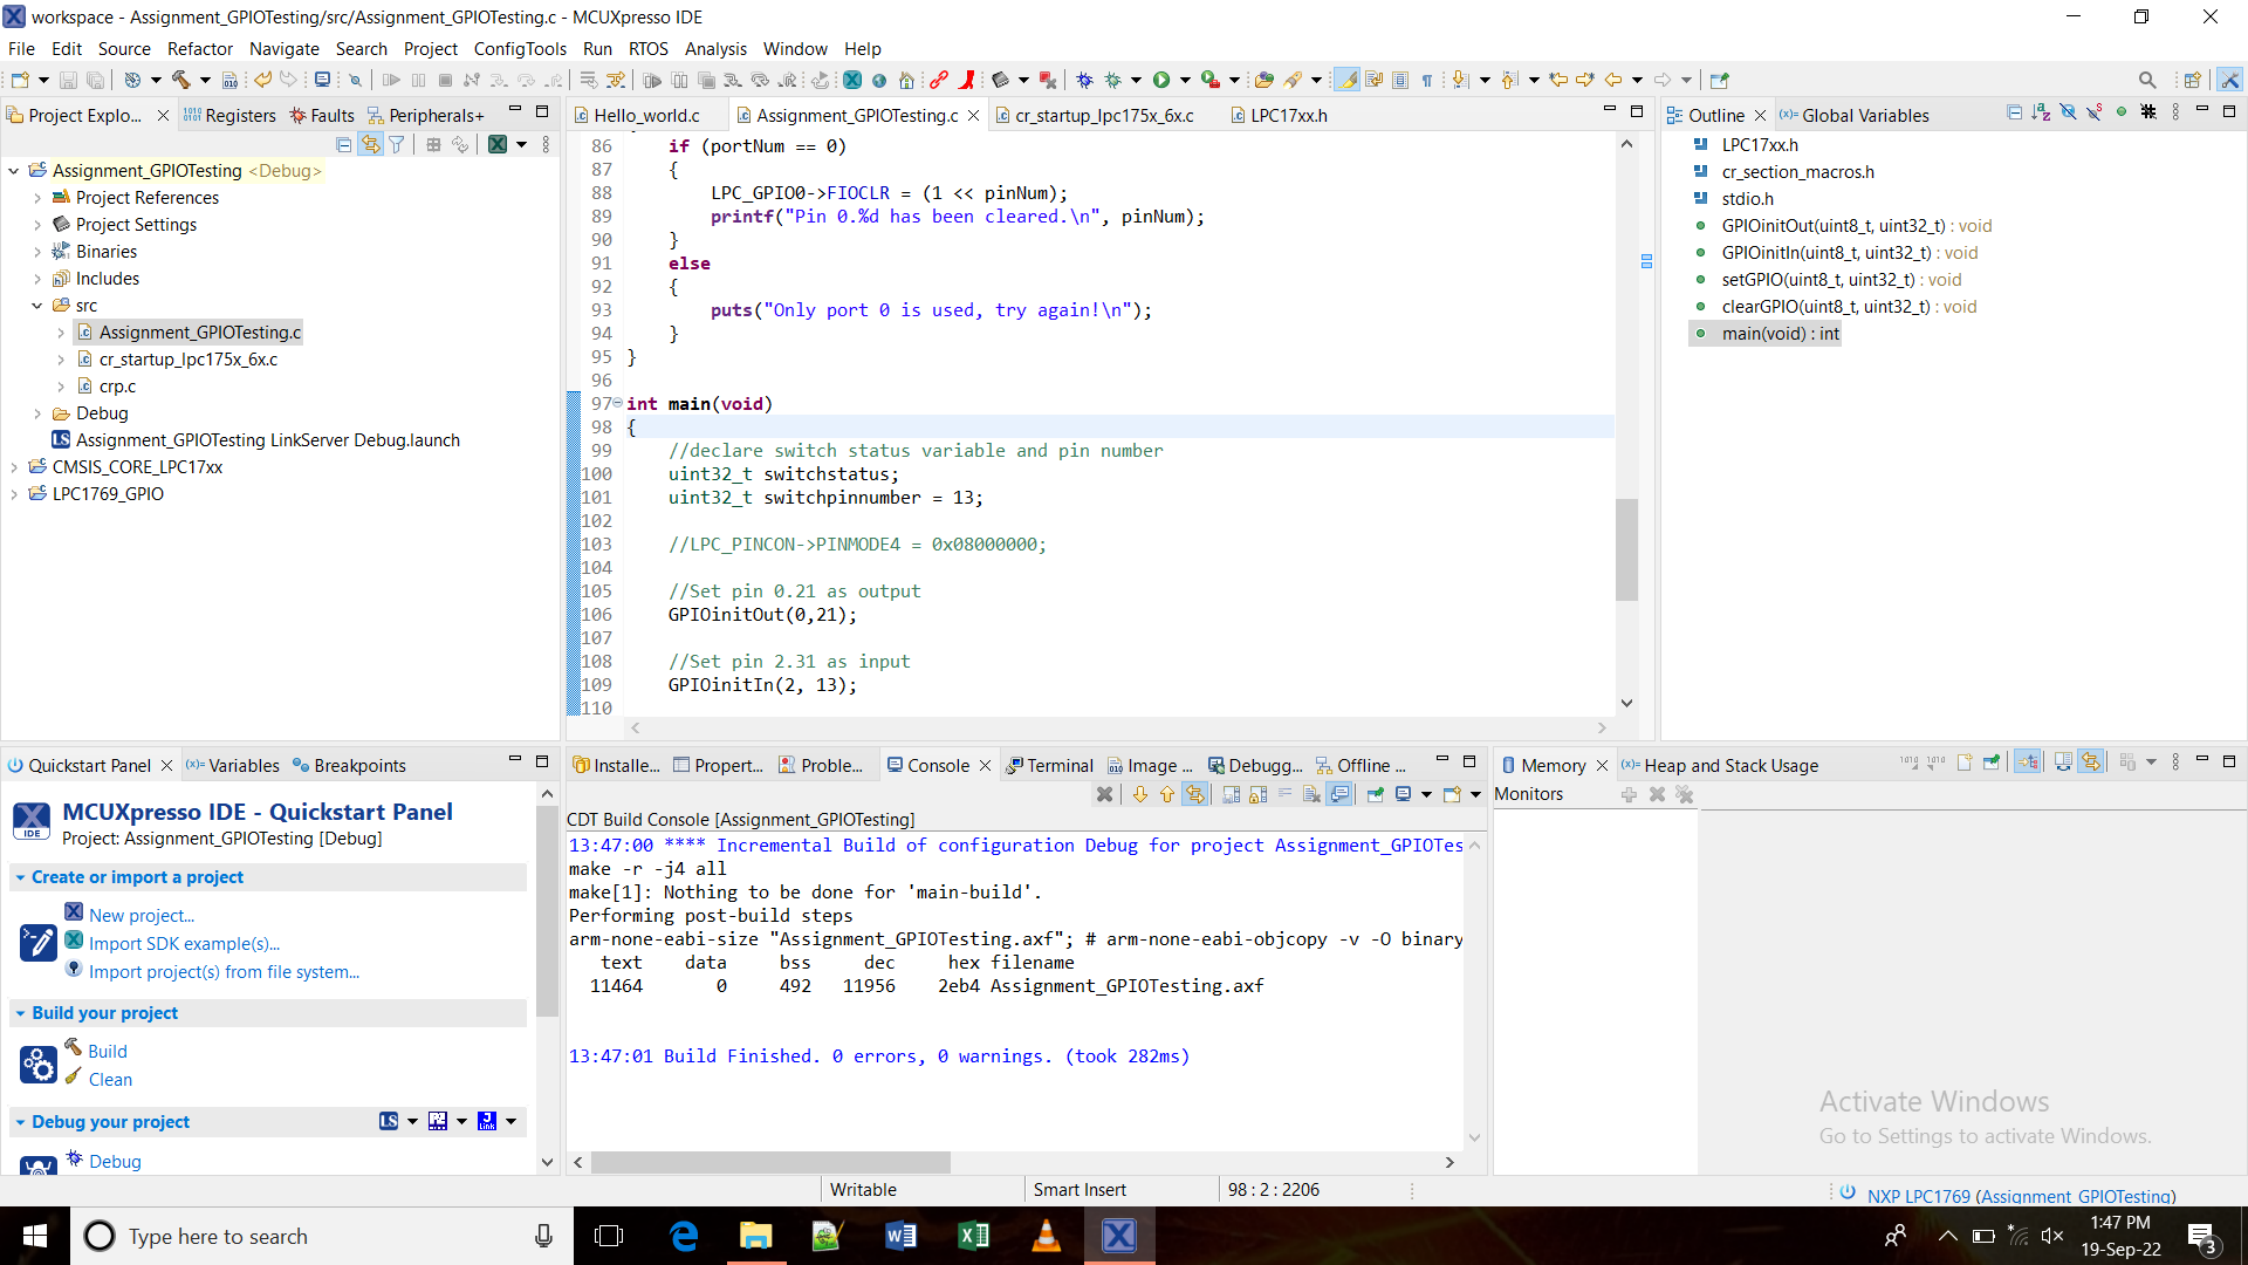 workspace - Assignment_GPIOTesting/src/Assignment_GPIOTesting.c - MCUXpresso IDE
File Edit Source Refactor Navigate Search Project ConfigTools Run RTOS Analysis Window Help
Project Explo... Registers Faults Peripherals+
Assignment_GPIOTesting <Debug>
Project References
Project Settings
Binaries
Includes
src
Assignment_GPIOTesting.c
cr_startup_lpc175x_6x.c
crp.c
Debug
Assignment_GPIOTesting LinkServer Debug.launch
CMSIS_CORE_LPC17xx
LPC1769_GPIO
Hello_world.c Assignment_GPIOTesting.c cr_startup_lpc175x_6x.c LPC17xx.h
86 if (portNum == 0)
87 {
88 LPC_GPIO0->FIOCLR = (1 << pinNum);
89 printf("Pin 0.%d has been cleared.\n", pinNum);
90 }
91 else
92 {
93 puts("Only port 0 is used, try again!\n");
94 }
95 }
96
97 int main(void)
98 {
99 //declare switch status variable and pin number
100 uint32_t switchstatus;
101 uint32_t switchpinnumber = 13;
102
103 //LPC_PINCON->PINMODE4 = 0x08000000;
104
105 //Set pin 0.21 as output
106 GPIOinitOut(0,21);
107
108 //Set pin 2.31 as input
109 GPIOinitIn(2, 13);
110
Outline Global Variables
LPC17xx.h
cr_section_macros.h
stdio.h
GPIOinitOut(uint8_t, uint32_t) : void
GPIOinitIn(uint8_t, uint32_t) : void
setGPIO(uint8_t, uint32_t) : void
clearGPIO(uint8_t, uint32_t) : void
main(void) : int
Quickstart Panel Variables Breakpoints
IDE
MCUXpresso IDE - Quickstart Panel
Project: Assignment_GPIOTesting [Debug]
Create or import a project
New project...
Import SDK example(s)...
Import project(s) from file system...
Build your project
Build
Clean
Debug your project
Debug
Installe... Propert... Proble... Console Terminal Image ... Debugg... Offline ...
CDT Build Console [Assignment_GPIOTesting]
13:47:00 **** Incremental Build of configuration Debug for project Assignment_GPIOTes
make -r -j4 all
make[1]: Nothing to be done for 'main-build'.
Performing post-build steps
arm-none-eabi-size "Assignment_GPIOTesting.axf"; # arm-none-eabi-objcopy -v -O binary
text data bss dec hex filename
11464 0 492 11956 2eb4 Assignment_GPIOTesting.axf
13:47:01 Build Finished. 0 errors, 0 warnings. (took 282ms)
Memory Heap and Stack Usage
Monitors
Activate Windows
Go to Settings to activate Windows.
Writable Smart Insert 98 : 2 : 2206
NXP LPC1769 (Assignment_GPIOTesting)
Type here to search
1:47 PM
19-Sep-22
3